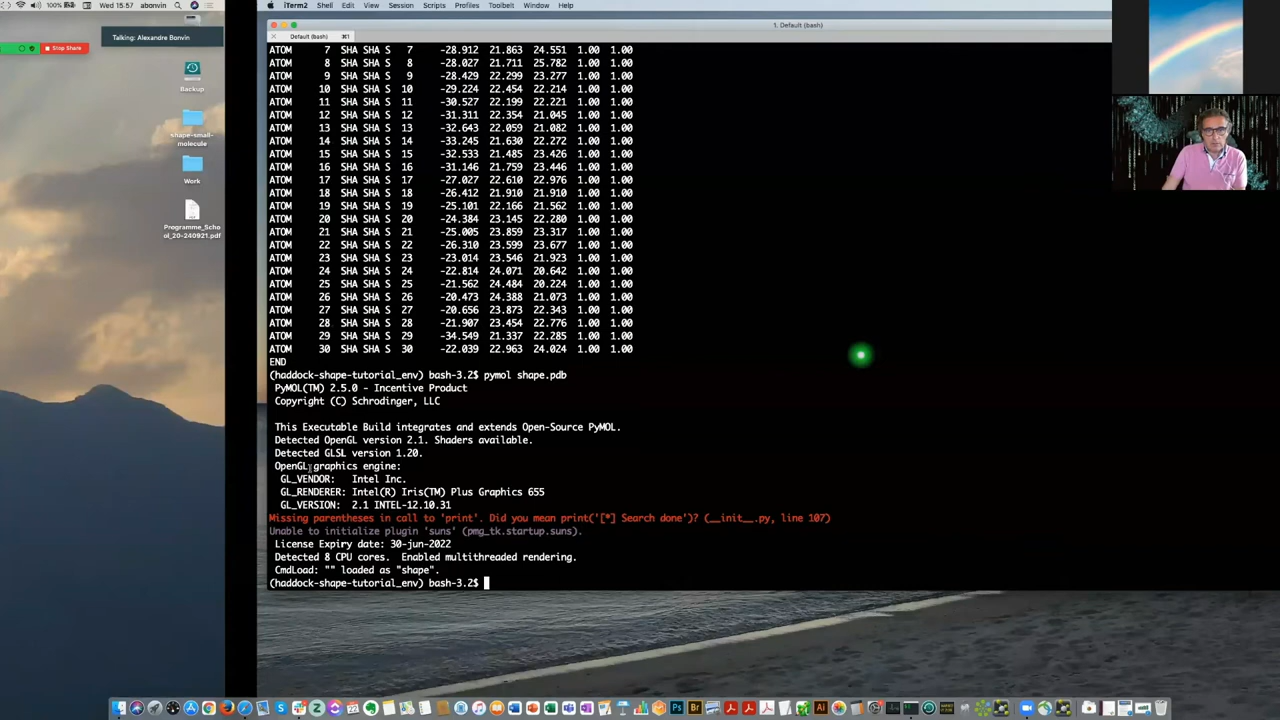 Wed 15:57 abonvin
100%
iTerm2 Shell Edit View Session Scripts Profiles Toolbelt Window Help
Talking: Alexandre Bonvin
Stop Share
1. Default (bash)
Default (bash) ⌘1
Backup
shape-small-
molecule
Work
Programme_Scho
ol_20-240921.pdf
ATOM 7 SHA SHA S 7 -28.912 21.863 24.551 1.00 1.00
ATOM 8 SHA SHA S 8 -28.027 21.711 25.782 1.00 1.00
ATOM 9 SHA SHA S 9 -28.429 22.299 23.277 1.00 1.00
ATOM 10 SHA SHA S 10 -29.224 22.454 22.214 1.00 1.00
ATOM 11 SHA SHA S 11 -30.527 22.199 22.221 1.00 1.00
ATOM 12 SHA SHA S 12 -31.311 22.354 21.045 1.00 1.00
ATOM 13 SHA SHA S 13 -32.643 22.059 21.082 1.00 1.00
ATOM 14 SHA SHA S 14 -33.245 21.630 22.272 1.00 1.00
ATOM 15 SHA SHA S 15 -32.533 21.485 23.426 1.00 1.00
ATOM 16 SHA SHA S 16 -31.146 21.759 23.446 1.00 1.00
ATOM 17 SHA SHA S 17 -27.027 22.610 22.976 1.00 1.00
ATOM 18 SHA SHA S 18 -26.412 21.910 21.910 1.00 1.00
ATOM 19 SHA SHA S 19 -25.101 22.166 21.562 1.00 1.00
ATOM 20 SHA SHA S 20 -24.384 23.145 22.280 1.00 1.00
ATOM 21 SHA SHA S 21 -25.005 23.859 23.317 1.00 1.00
ATOM 22 SHA SHA S 22 -26.310 23.599 23.677 1.00 1.00
ATOM 23 SHA SHA S 23 -23.014 23.546 21.923 1.00 1.00
ATOM 24 SHA SHA S 24 -22.814 24.071 20.642 1.00 1.00
ATOM 25 SHA SHA S 25 -21.562 24.484 20.224 1.00 1.00
ATOM 26 SHA SHA S 26 -20.473 24.388 21.073 1.00 1.00
ATOM 27 SHA SHA S 27 -20.656 23.873 22.343 1.00 1.00
ATOM 28 SHA SHA S 28 -21.907 23.454 22.776 1.00 1.00
ATOM 29 SHA SHA S 29 -34.549 21.337 22.285 1.00 1.00
ATOM 30 SHA SHA S 30 -22.039 22.963 24.024 1.00 1.00
END
(haddock-shape-tutorial_env) bash-3.2$ pymol shape.pdb
PyMOL(TM) 2.5.0 - Incentive Product
Copyright (C) Schrodinger, LLC
This Executable Build integrates and extends Open-Source PyMOL.
Detected OpenGL version 2.1. Shaders available.
Detected GLSL version 1.20.
OpenGL graphics engine:
GL_VENDOR: Intel Inc.
GL_RENDERER: Intel(R) Iris(TM) Plus Graphics 655
GL_VERSION: 2.1 INTEL-12.10.31
Missing parentheses in call to 'print'. Did you mean print('[*] Search done')? (__init__.py, line 107)
Unable to initialize plugin 'suns' (pmg_tk.startup.suns).
License Expiry date: 30-jun-2022
Detected 8 CPU cores. Enabled multithreaded rendering.
CmdLoad: "" loaded as "shape".
(haddock-shape-tutorial_env) bash-3.2$